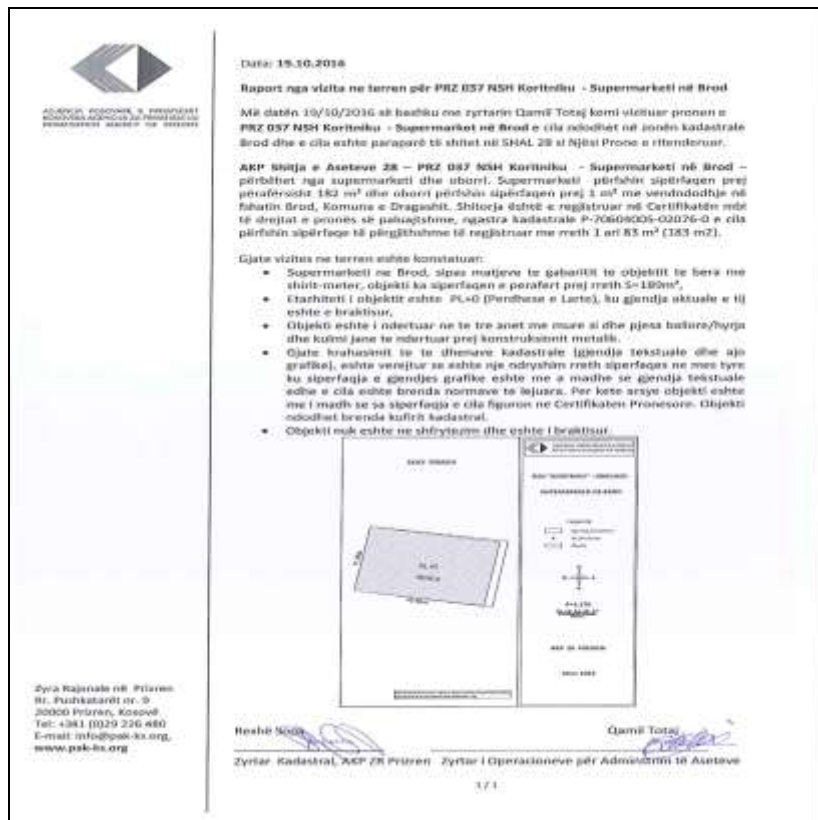 AGJENCIA KOSOVARE E PRIVATIZIMIT
Data: 19.10.2016
Raport nga vizita ne terren për PRZ 037 NSH Koritniku - Supermarketi në Brod
Më datën 19/10/2016 së bashku me zyrtarin Qamil Totaj kemi vizituar pronen e
PRZ 037 NSH Koritniku - Supermarket në Brod e cila ndodhet në zonën kadastrale
Brod dhe e cila eshte paraparë të shitet në SHAL 28 si Njësi Prone e ritenderuar.
AKP Shitja e Aseteve 28 – PRZ 037 NSH Koritniku - Supermarketi në Brod –
përbëhet nga supermarketi dhe oborri. Supermarketi përfshin sipërfaqen prej
përafërsisht 182 m² dhe oborri përfshin sipërfaqen prej 1 m² me vendndodhje në
fshatin Brod, Komuna e Dragashit. Shitorja është e regjistruar në Certifikatën mbi
të drejtat e pronës së paluajtshme, ngastra kadastrale P-70604005-02076-0 e cila
përfshin sipërfaqe të përgjithshme të regjistruar me rreth 1 ari 83 m² (183 m2).
Gjate vizites ne terren eshte konstatuar:
• Supermarketi ne Brod, sipas matjeve te gabaritit te objektit te bera me
shirit-meter, objekti ka siperfaqen e perafert prej rreth S=189m²,
• Etazhiteti i objektit eshte PL+0 (Perdhese e Larte), ku gjendja aktuale e tij
eshte e braktisur,
• Objekti eshte i ndertuar ne te tre anet me mure si dhe pjesa ballore/hyrja
dhe kulmi jane te ndertuar prej konstruksionit metalik.
• Gjate krahasimit te te dhenave kadastrale (gjendja tekstuale dhe ajo
grafike), eshte verejtur se eshte nje ndryshim rreth siperfaqes ne mes tyre
ku siperfaqja e gjendjes grafike eshte me a madhe se gjendja tekstuale
edhe e cila eshte brenda normave te lejuara. Per kete arsye objekti eshte
me i madh se sa siperfaqja e cila figuron ne Certifikaten Pronesore. Objekti
ndodhet brenda kufirit kadastral.
• Objekti nuk eshte ne shfrytezim dhe eshte i braktisur.
SUPERMARKETI NE BROD
Zyra Rajonale në Prizren
Rr. Pushkatarët nr. 9
20000 Prizren, Kosovë
Tel: +381 (0)29 226 480
E-mail: info@pak-ks.org,
www.pak-ks.org
Qamil Totaj
Zyrtar Kadastral, AKP ZR Prizren Zyrtar i Operacioneve për Administrim të Aseteve
1/1